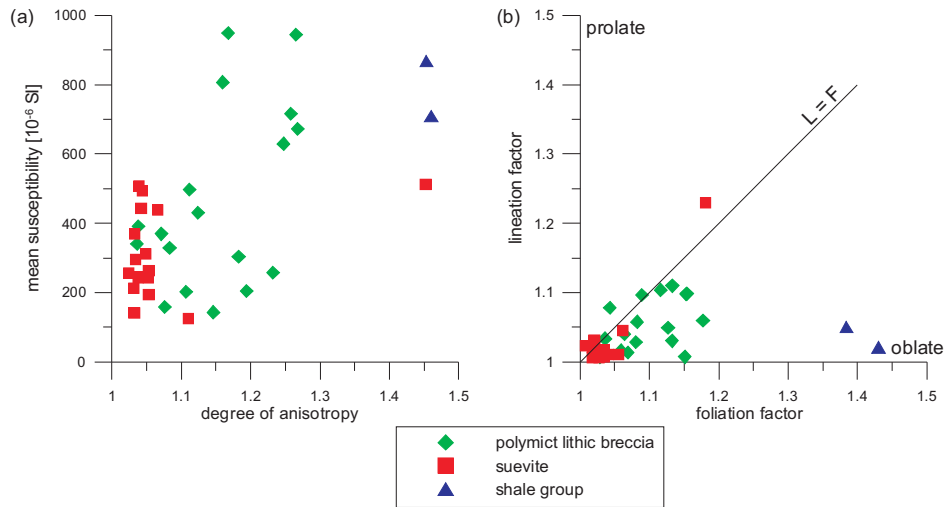 (a)
1000
800
600
400
200
0
mean susceptibility [10⁻⁶ SI]
1
1.1
1.2
1.3
1.4
1.5
degree of anisotropy
(b)
1.5
1.4
1.3
1.2
1.1
1
lineation factor
prolate
L = F
oblate
1
1.1
1.2
1.3
1.4
1.5
foliation factor
polymict lithic breccia
suevite
shale group